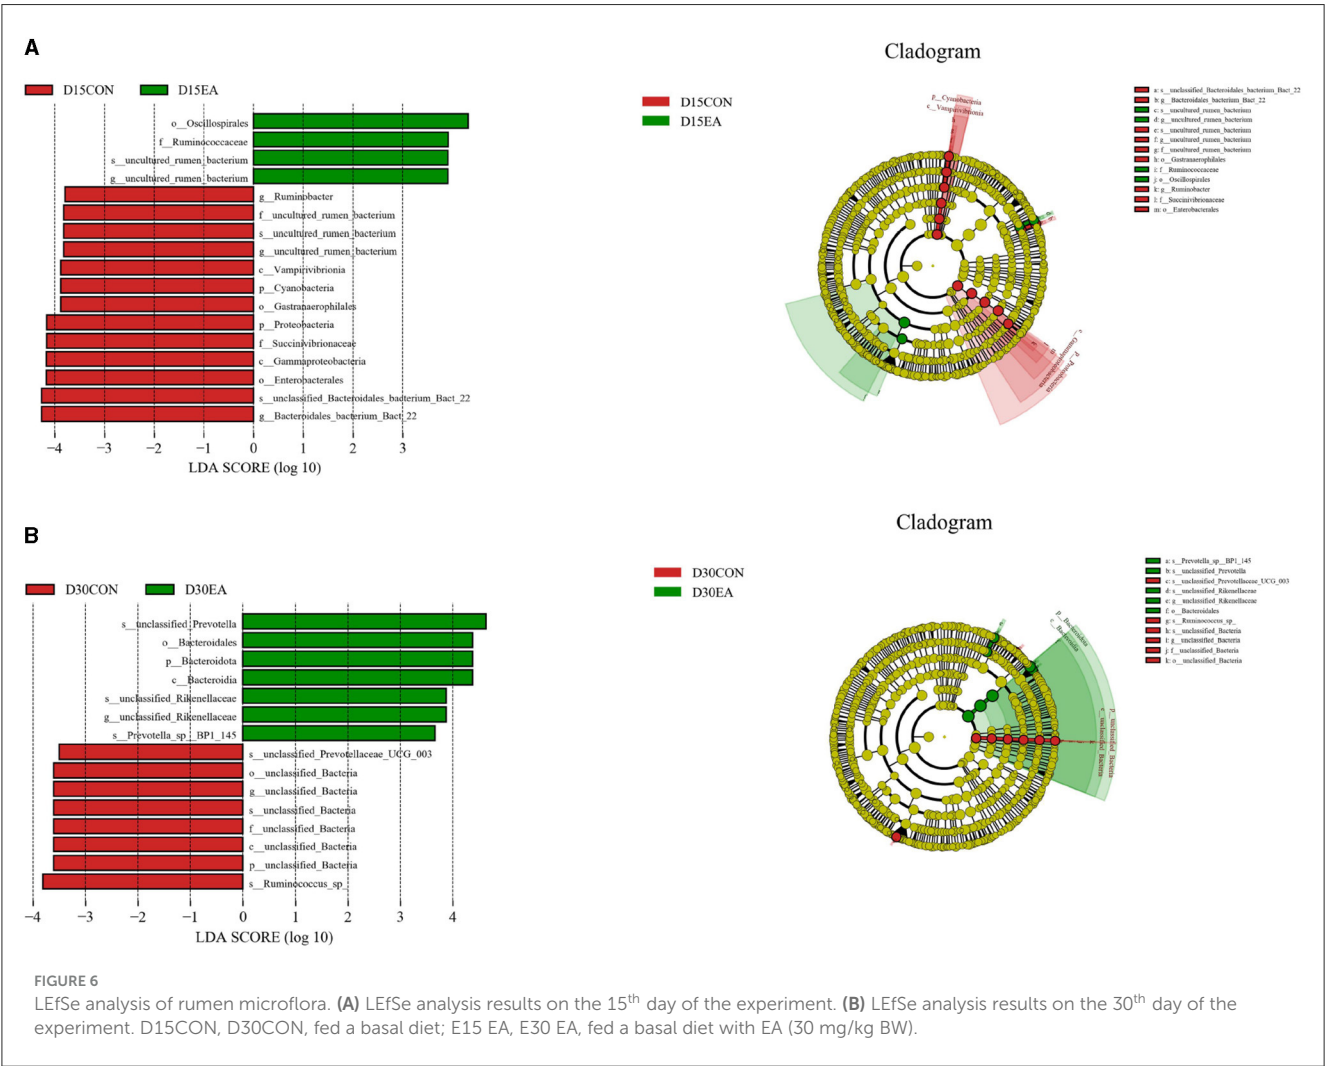 A
D15CON D15EA
o__Oscillospirales
f__Ruminococcaceae
s__uncultured_rumen_bacterium
g__uncultured_rumen_bacterium
g__Ruminobacter
f__uncultured_rumen_bacterium
s__uncultured_rumen_bacterium
g__uncultured_rumen_bacterium
c__Vampirivibrionia
p__Cyanobacteria
o__Gastranaerophilales
p__Proteobacteria
f__Succinivibrionaceae
c__Gammaproteobacteria
o__Enterobacterales
s__unclassified_Bacteroidales_bacterium_Bact_22
g__Bacteroidales_bacterium_Bact_22
−4 −3 −2 −1 0 1 2 3
LDA SCORE (log 10)
Cladogram
D15CON
D15EA
p__Cyanobacteria
c__Vampirivibrionia
c__Gammaproteobacteria
p__Proteobacteria
a: s__unclassified_Bacteroidales_bacterium_Bact_22
b: g__Bacteroidales_bacterium_Bact_22
c: s__uncultured_rumen_bacterium
d: g__uncultured_rumen_bacterium
e: s__uncultured_rumen_bacterium
f: g__uncultured_rumen_bacterium
g: f__uncultured_rumen_bacterium
h: o__Gastranaerophilales
i: f__Ruminococcaceae
j: o__Oscillospirales
k: g__Ruminobacter
l: f__Succinivibrionaceae
m: o__Enterobacterales
B
D30CON D30EA
s__unclassified_Prevotella
o__Bacteroidales
p__Bacteroidota
c__Bacteroidia
s__unclassified_Rikenellaceae
g__unclassified_Rikenellaceae
s__Prevotella_sp__BP1_145
s__unclassified_Prevotellaceae_UCG_003
o__unclassified_Bacteria
g__unclassified_Bacteria
s__unclassified_Bacteria
f__unclassified_Bacteria
c__unclassified_Bacteria
p__unclassified_Bacteria
s__Ruminococcus_sp_
−4 −3 −2 −1 0 1 2 3 4
LDA SCORE (log 10)
Cladogram
D30CON
D30EA
p__Bacteroidota
c__Bacteroidia
p__unclassified_Bacteria
c__unclassified_Bacteria
a: s__Prevotella_sp__BP1_145
b: s__unclassified_Prevotella
c: s__unclassified_Prevotellaceae_UCG_003
d: s__unclassified_Rikenellaceae
e: g__unclassified_Rikenellaceae
f: o__Bacteroidales
g: s__Ruminococcus_sp_
h: s__unclassified_Bacteria
i: g__unclassified_Bacteria
j: f__unclassified_Bacteria
k: o__unclassified_Bacteria
FIGURE 6
LEfSe analysis of rumen microflora. (A) LEfSe analysis results on the 15th day of the experiment. (B) LEfSe analysis results on the 30th day of the
experiment. D15CON, D30CON, fed a basal diet; E15 EA, E30 EA, fed a basal diet with EA (30 mg/kg BW).